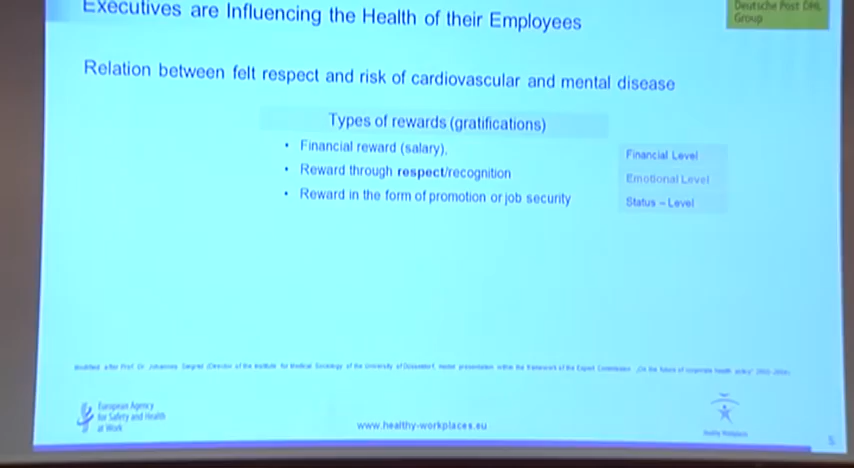 Executives are Influencing the Health of their Employees
Deutsche Post DHL
Group
Relation between felt respect and risk of cardiovascular and mental disease
Types of rewards (gratifications)
• Financial reward (salary).
• Reward through respect/recognition
• Reward in the form of promotion or job security
Financial Level
Emotional Level
Status – Level
European Agency
for Safety and Health
at Work
www.healthy-workplaces.eu
Healthy Workplaces
5